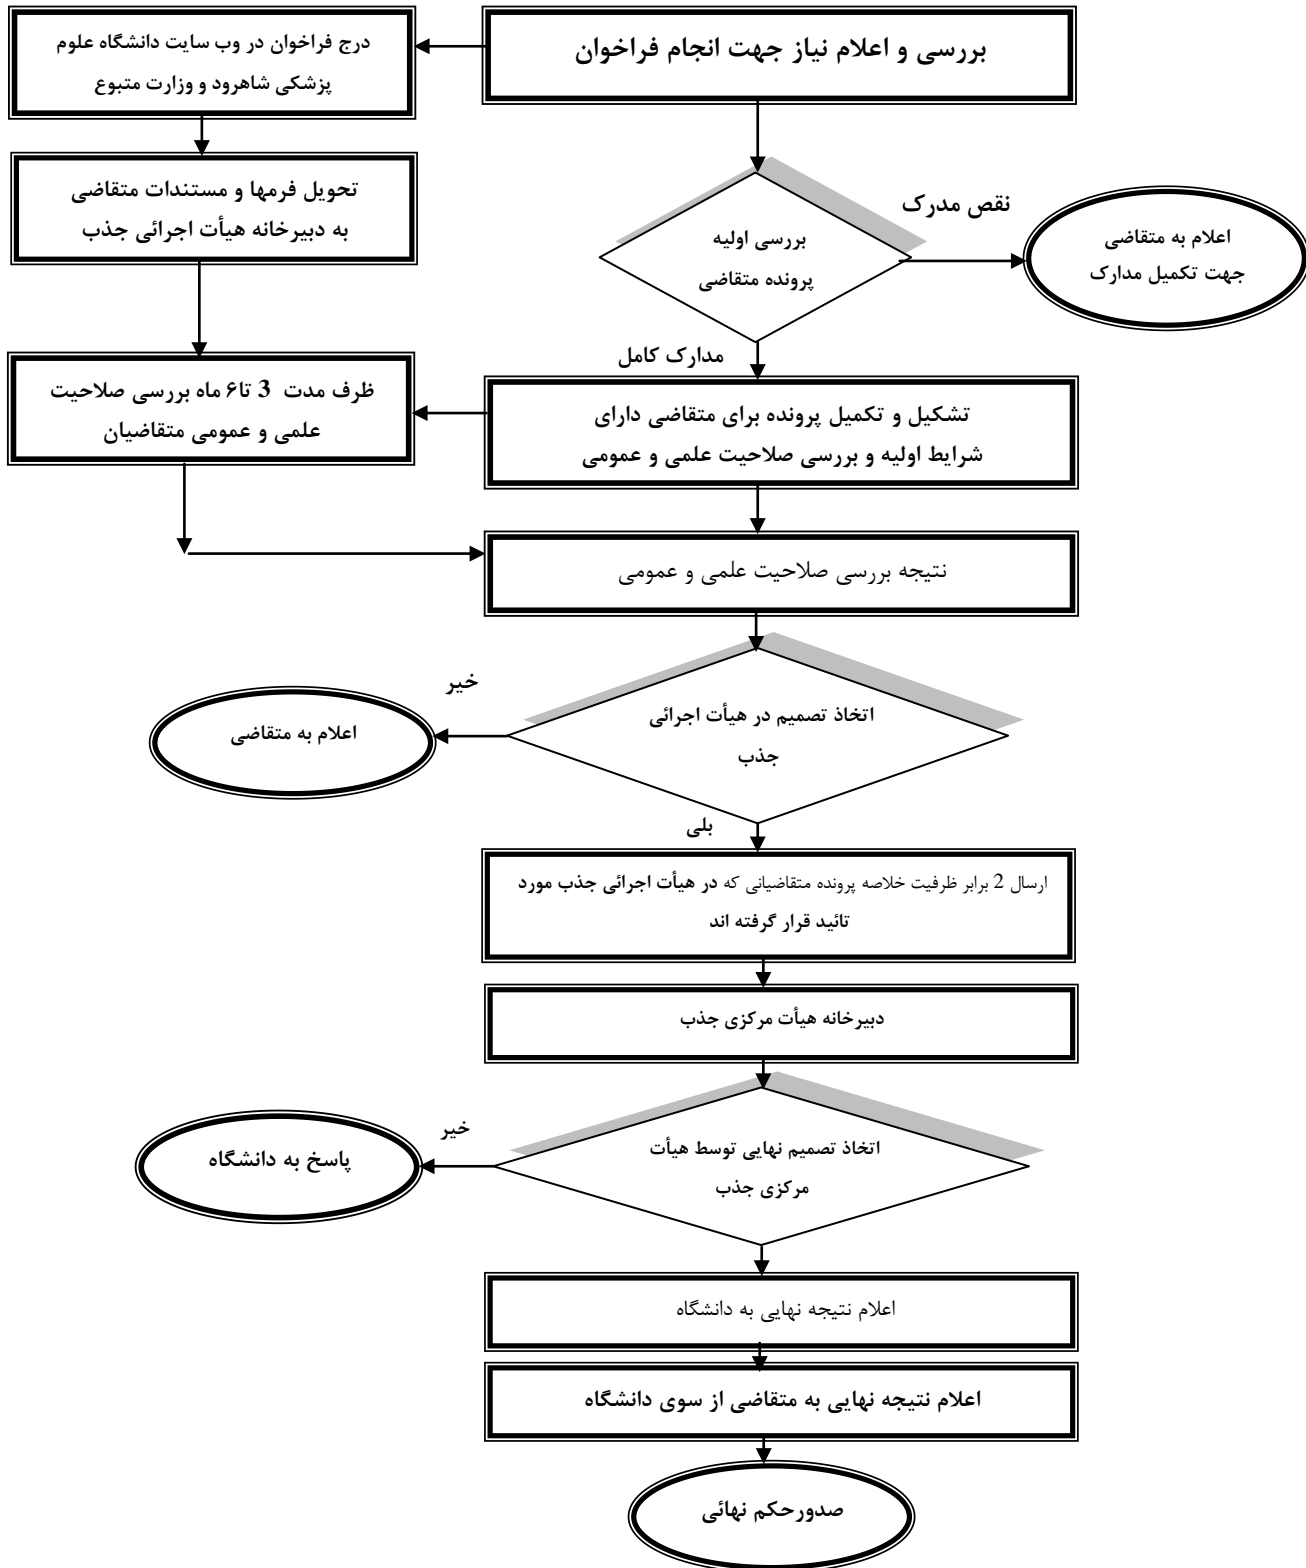 بررسی و اعلام نیاز جهت انجام فراخوان
درج فراخوان در وب سایت دانشگاه علوم
پزشکی شاهرود و وزارت متبوع
تحویل فرمها و مستندات متقاضی
به دبیرخانه هیأت اجرائی جذب
بررسی اولیه
پرونده متقاضی
نقص مدرک
اعلام به متقاضی
جهت تکمیل مدارک
مدارک کامل
تشکیل و تکمیل پرونده برای متقاضی دارای
شرایط اولیه و بررسی صلاحیت علمی و عمومی
ظرف مدت 3 تا۶ ماه بررسی صلاحیت
علمی و عمومی متقاضیان
نتیجه بررسی صلاحیت علمی و عمومی
اتخاذ تصمیم در هیأت اجرائی
جذب
خیر
اعلام به متقاضی
بلی
ارسال 2 برابر ظرفیت خلاصه پرونده متقاضیانی که در هیأت اجرائی جذب مورد
تائید قرار گرفته اند
دبیرخانه هیأت مرکزی جذب
اتخاذ تصمیم نهایی توسط هیأت
مرکزی جذب
خیر
پاسخ به دانشگاه
اعلام نتیجه نهایی به دانشگاه
اعلام نتیجه نهایی به متقاضی از سوی دانشگاه
صدورحکم نهائی